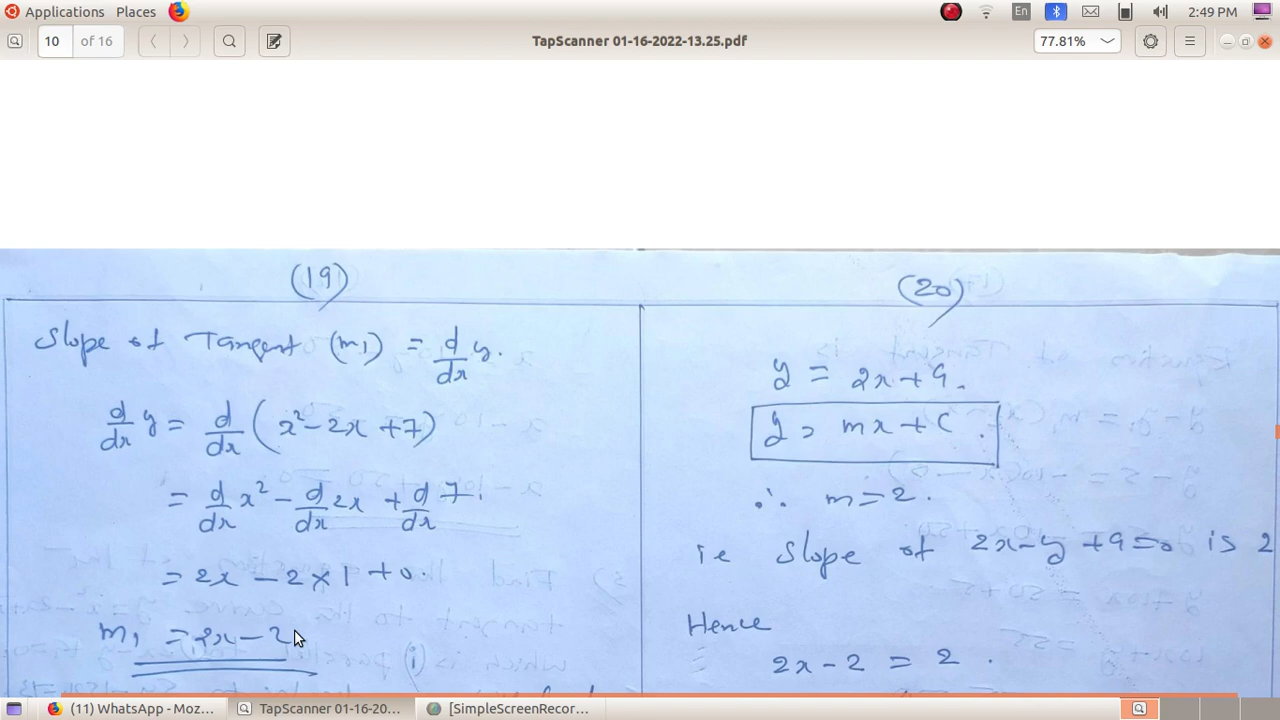 Applications Places
En
2:49 PM
10 of 16
TapScanner 01-16-2022-13.25.pdf
77.81%
(19)
Slope of Tangent (m₁) = d/dx y.
d/dx y = d/dx (x² - 2x + 7)
= d/dx x² - d/dx 2x + d/dx 7.
= 2x - 2 × 1 + 0.
m₁ = 2x - 2
(20)
y = 2x + 9.
y = mx + C.
∴ m = 2.
ie Slope of 2x - y + 9 = 0 is 2
Hence
2x - 2 = 2.
(11) WhatsApp - Moz...
TapScanner 01-16-20...
[SimpleScreenRecor...